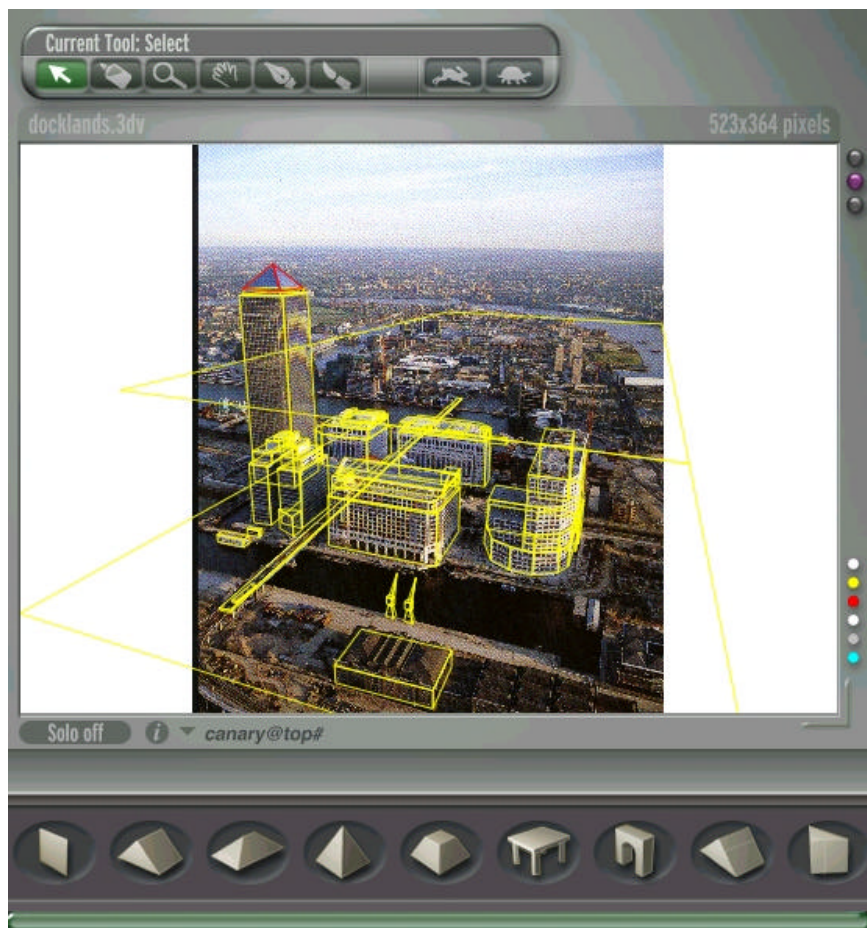 Current Tool: Select
docklands.3dv
523x364 pixels
Solo off
i
canary@top#